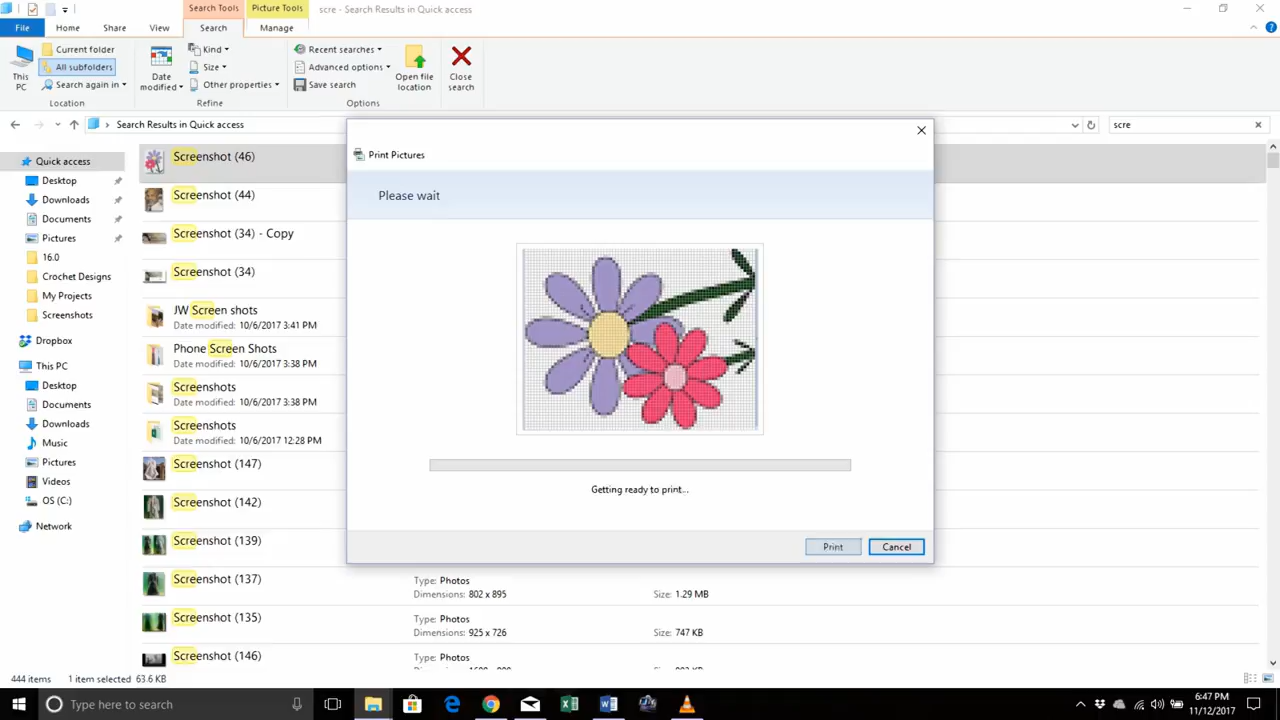 Search Tools
Picture Tools
scre - Search Results in Quick access
File
Home
Share
View
Search
Manage
This PC
Current folder
All subfolders
Search again in
Location
Date modified
Kind
Size
Other properties
Refine
Recent searches
Advanced options
Save search
Options
Open file location
Close search
Search Results in Quick access
scre
Quick access
Desktop
Downloads
Documents
Pictures
16.0
Crochet Designs
My Projects
Screenshots
Dropbox
This PC
Desktop
Documents
Downloads
Music
Pictures
Videos
OS (C:)
Network
Screenshot (46)
Screenshot (44)
Screenshot (34) - Copy
Screenshot (34)
JW Screen shots
Date modified: 10/6/2017 3:41 PM
Phone Screen Shots
Date modified: 10/6/2017 3:38 PM
Screenshots
Date modified: 10/6/2017 3:38 PM
Screenshots
Date modified: 10/6/2017 12:28 PM
Screenshot (147)
Screenshot (142)
Screenshot (139)
Screenshot (137)
Type: Photos
Dimensions: 802 x 895
Size: 1.29 MB
Screenshot (135)
Type: Photos
Dimensions: 925 x 726
Size: 747 KB
Screenshot (146)
Type: Photos
Print Pictures
Please wait
Getting ready to print...
Print
Cancel
444 items
1 item selected 63.6 KB
Type here to search
6:47 PM
11/12/2017